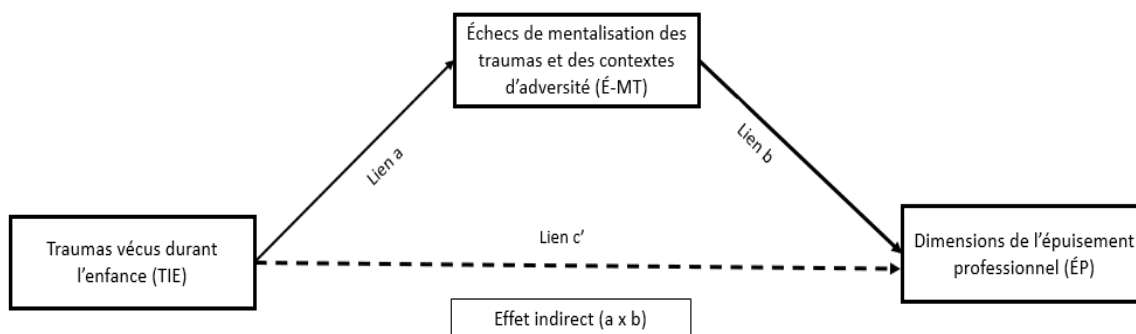 Échecs de mentalisation des
traumas et des contextes
d'adversité (É-MT)
Lien a
Lien b
Traumas vécus durant
l'enfance (TIE)
Lien c'
Dimensions de l'épuisement
professionnel (ÉP)
Effet indirect (a x b)